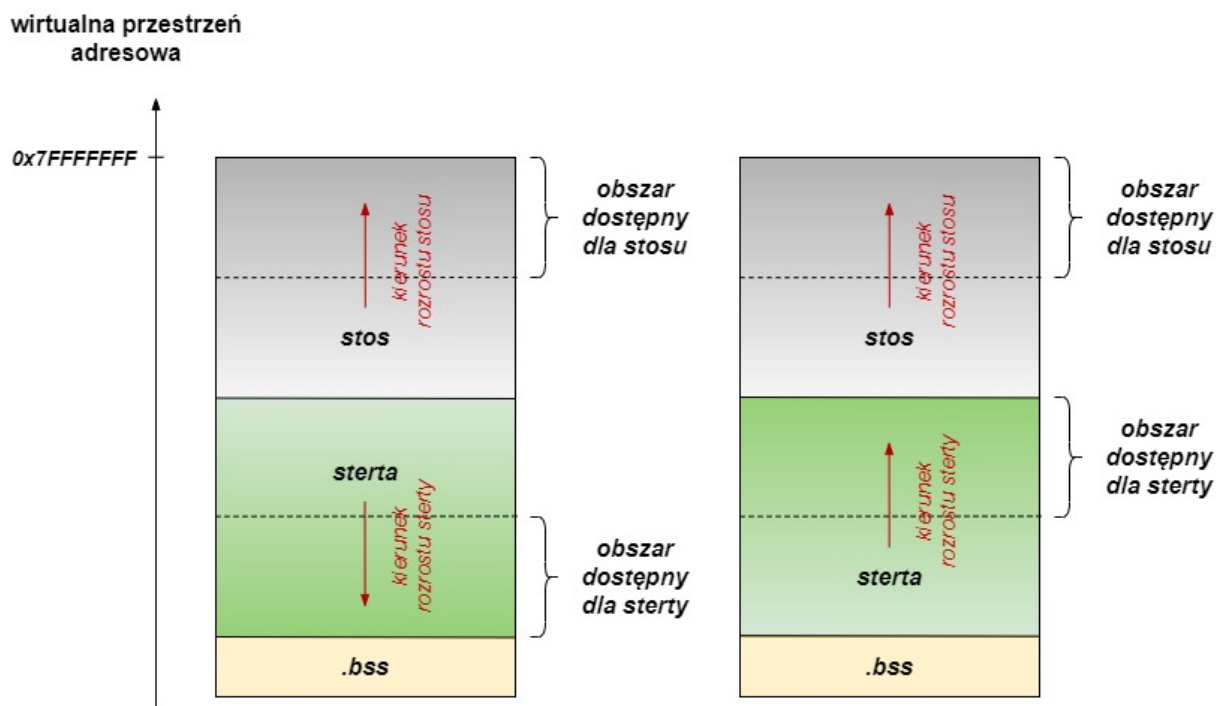 wirtualna przestrzeń
adresowa
0x7FFFFFFF
kierunek
rozrostu stosu
stos
obszar
dostępny
dla stosu
sterta
kierunek
rozrostu sterty
obszar
dostępny
dla sterty
.bss
kierunek
rozrostu stosu
stos
obszar
dostępny
dla stosu
kierunek
rozrostu sterty
sterta
obszar
dostępny
dla sterty
.bss